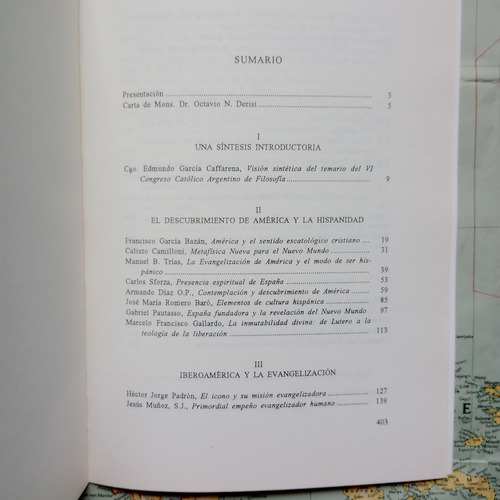 SUMARIO
Presentación 3
Carta de Mons. Dr. Octavio N. Derisi 5
I
UNA SÍNTESIS INTRODUCTORIA
Cgo. Edmundo García Caffarena, Visión sintética del temario del VI
Congreso Católico Argentino de Filosofía 9
II
EL DESCUBRIMIENTO DE AMÉRICA Y LA HISPANIDAD
Francisco García Bazán, América y el sentido escatológico cristiano 19
Calixto Camilloni, Metafísica Nueva para el Nuevo Mundo 31
Manuel B. Trías, La Evangelización de América y el modo de ser his-
pánico 39
Carlos Sforza, Presencia espiritual de España 53
Armando Díaz O.P., Contemplación y descubrimiento de América 59
José María Romero Baró, Elementos de cultura hispánica 85
Gabriel Pautasso, España fundadora y la revelación del Nuevo Mundo 97
Marcelo Francisco Gallardo, La inmutabilidad divina: de Lutero a la
teología de la liberación 113
III
IBEROAMÉRICA Y LA EVANGELIZACIÓN
Héctor Jorge Padrón, El icono y su misión evangelizadora 127
Jesús Muñoz, S.J., Primordial empeño evangelizador humano 139
403
E